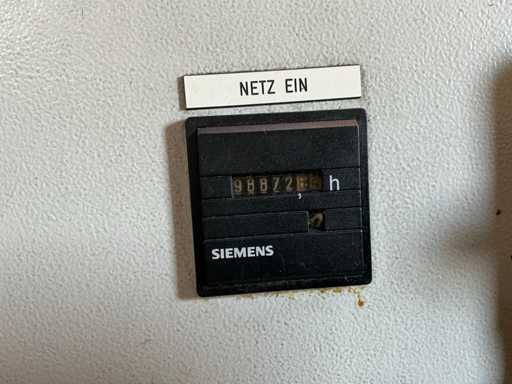 NETZ EIN
98872, h
SIEMENS